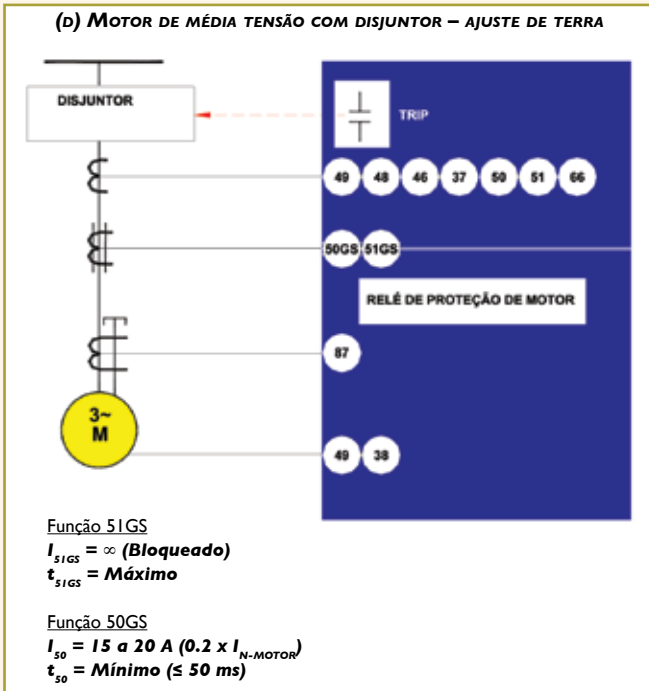 (D) MOTOR DE MÉDIA TENSÃO COM DISJUNTOR – AJUSTE DE TERRA
DISJUNTOR
TRIP
49 48 46 37 50 51 66
50GS 51GS
RELÉ DE PROTEÇÃO DE MOTOR
87
3~
M
49 38
Função 51GS
I51GS = ∞ (Bloqueado)
t51GS = Máximo
Função 50GS
I50 = 15 a 20 A (0.2 x IN-MOTOR)
t50 = Mínimo (≤ 50 ms)